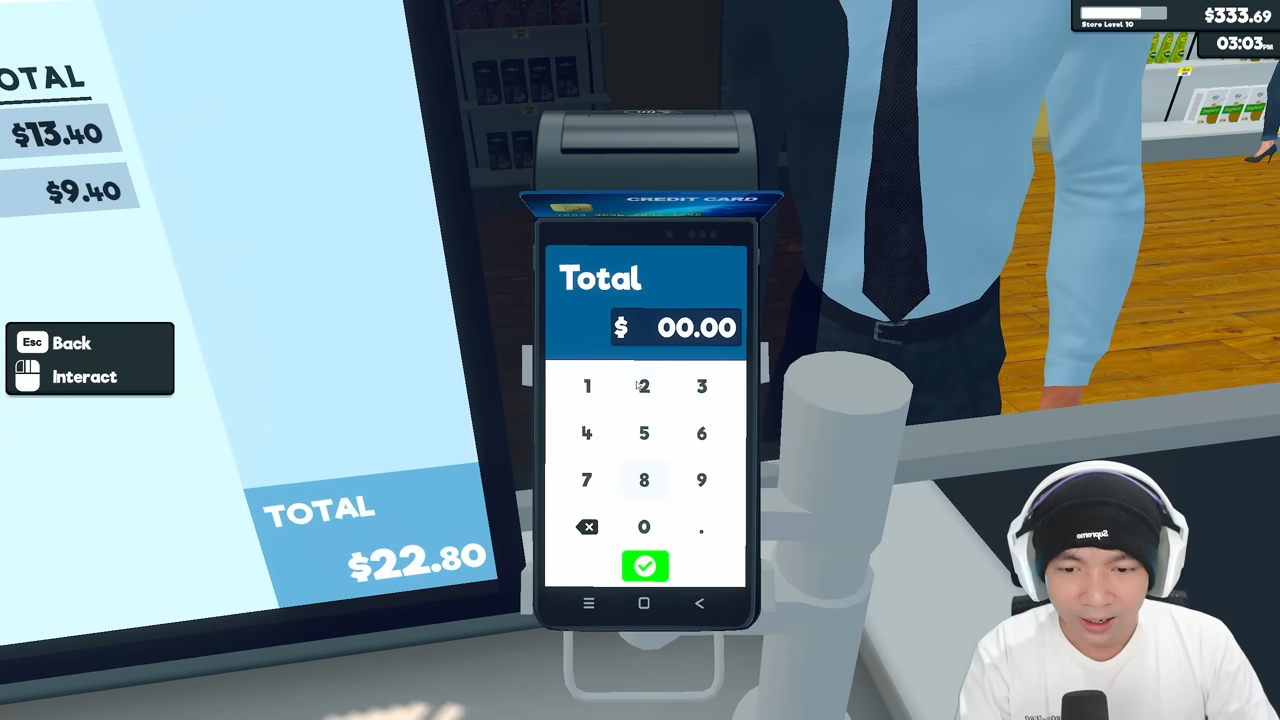 $333.69
Store Level 10
03:03PM
TOTAL
$13.40
$9.40
CREDIT CARD
Total
$ 00.00
Esc Back
Interact
1 2 3
4 5 6
7 8 9
0 .
TOTAL
$22.80
Supreme